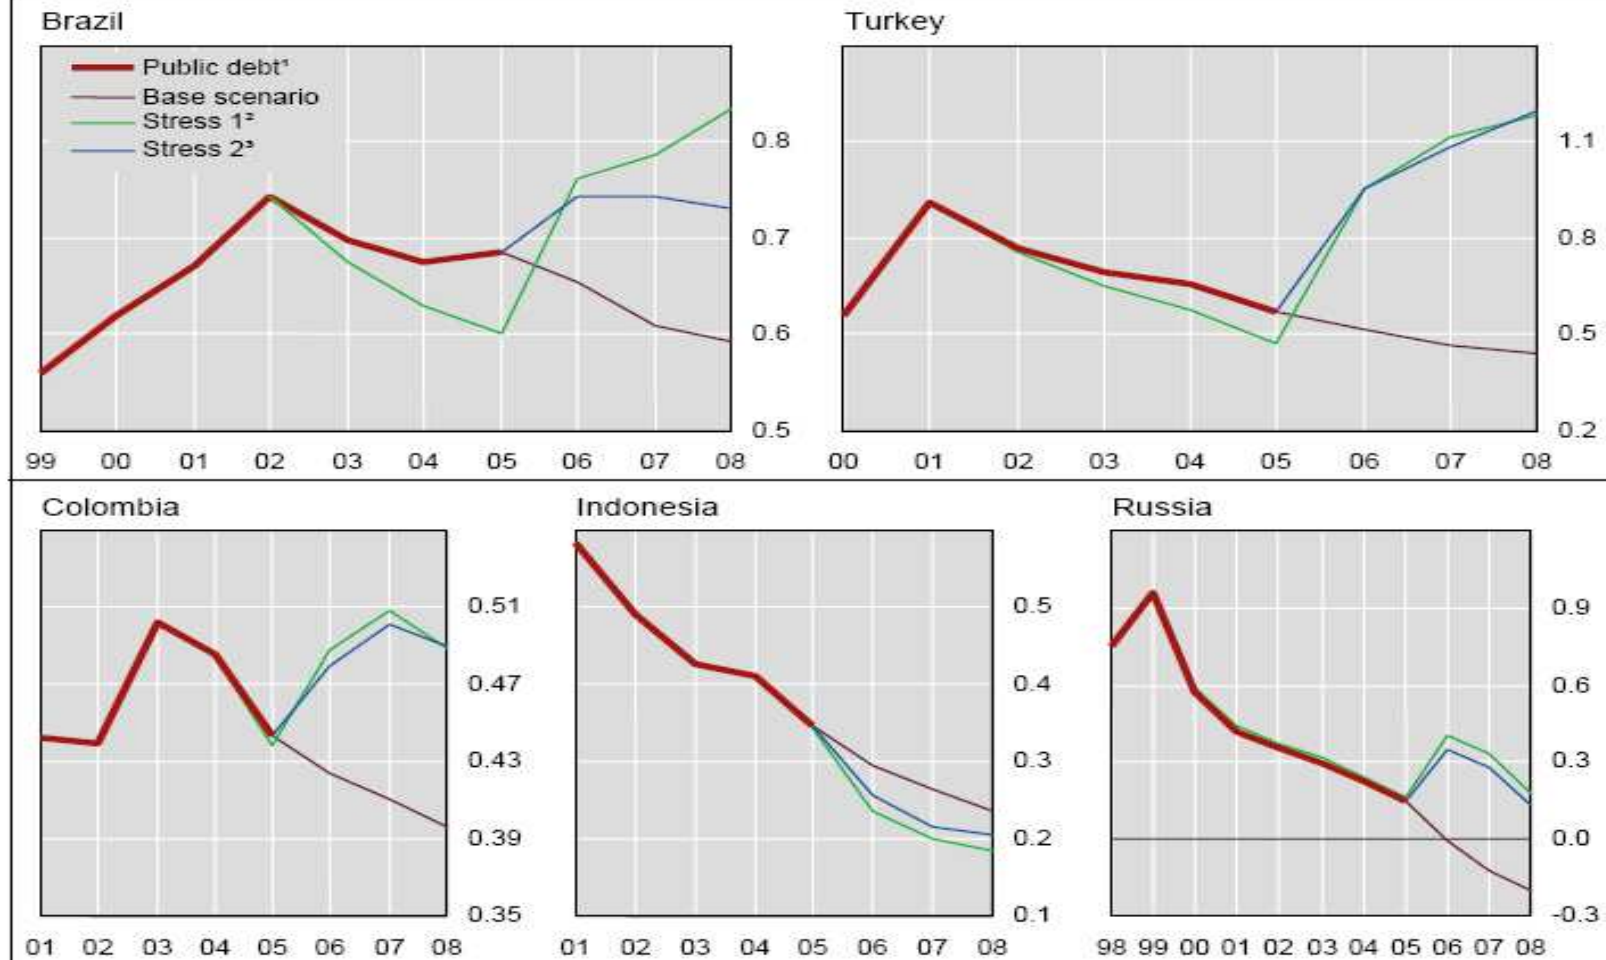 Brazil
Public debt¹
Base scenario
Stress 1²
Stress 2³
0.8
0.7
0.6
0.5
99 00 01 02 03 04 05 06 07 08
Turkey
1.1
0.8
0.5
0.2
00 01 02 03 04 05 06 07 08
Colombia
0.51
0.47
0.43
0.39
0.35
01 02 03 04 05 06 07 08
Indonesia
0.5
0.4
0.3
0.2
0.1
01 02 03 04 05 06 07 08
Russia
0.9
0.6
0.3
0.0
-0.3
98 99 00 01 02 03 04 05 06 07 08